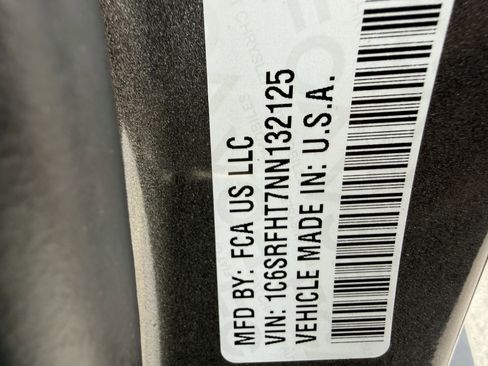 MFD BY: FCA US LLC
VIN: 1C6SRFHT7NN132125
VEHICLE MADE IN: U.S.A.